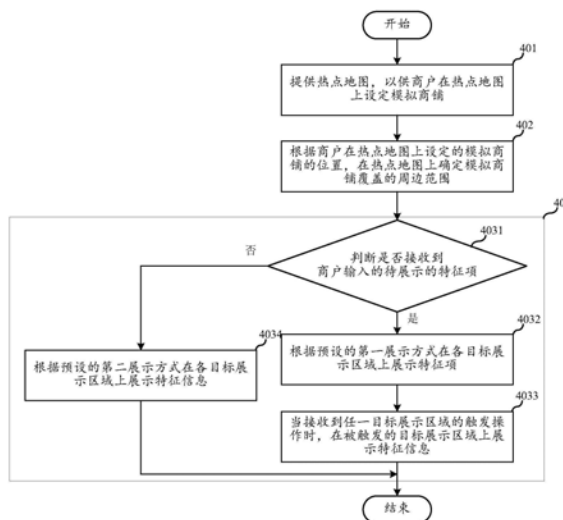 开始
401
提供热点地图，以供商户在热点地图
上设定模拟商铺
402
根据商户在热点地图上设定的模拟商
铺的位置，在热点地图上确定模拟商
铺覆盖的周边范围
40
4031
否
判断是否接收到
商户输入的待展示的特征项
是
4034
4032
根据预设的第二展示方式在各目标展
示区域上展示特征信息
根据预设的第一展示方式在各目标展
示区域上展示特征项
4033
当接收到任一目标展示区域的触发操
作时，在被触发的目标展示区域上展
示特征信息
结束